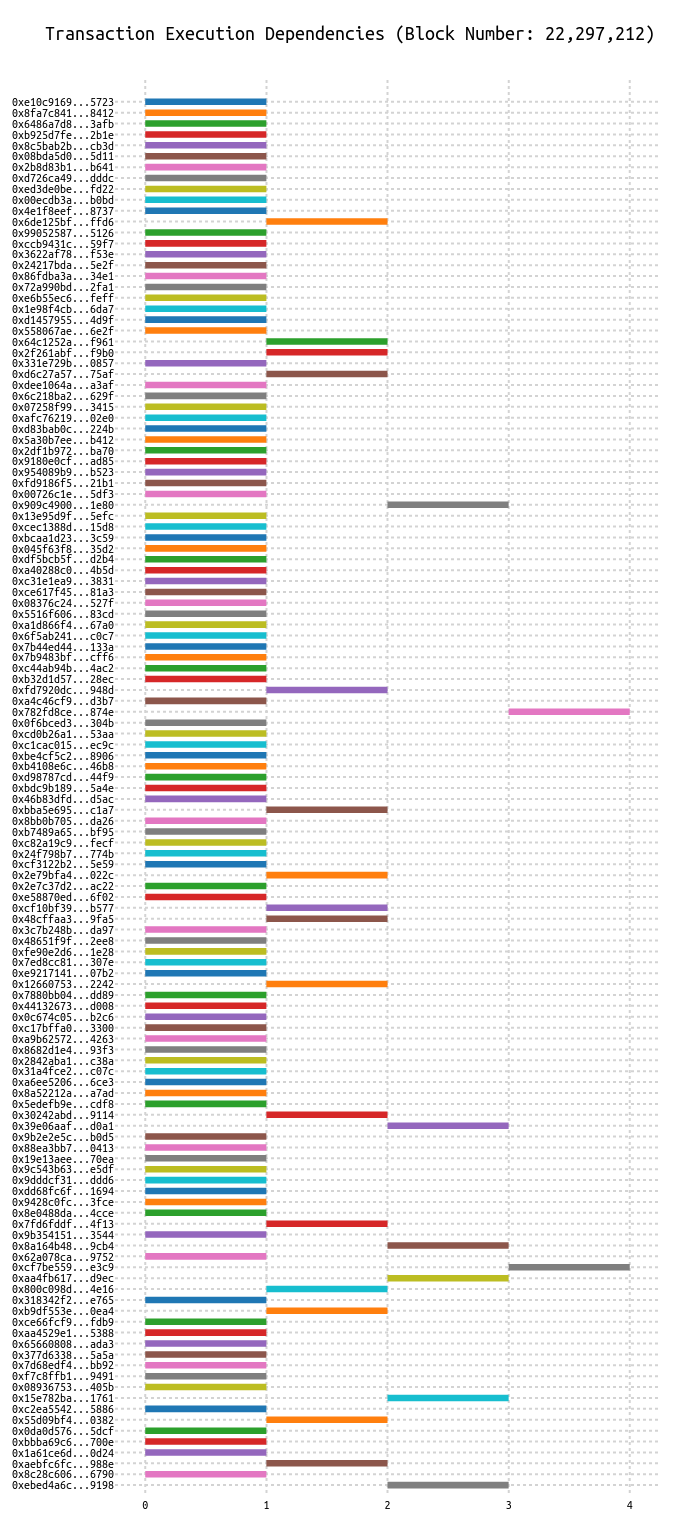 Transaction Execution Dependencies (Block Number: 22,297,212)
0xe10c9169...5723
0x8fa7c841...8412
0x6486a7d8...3afb
0xb925d7fe...2b1e
0x8c5bab2b...cb3d
0x08bda5d0...5d11
0x2b8d83b1...b641
0xd726ca49...dddc
0xed3de0be...fd22
0x00ecdb3a...b0bd
0x4e1f8eef...8737
0x6de125bf...ffd6
0x99052587...5126
0xccb9431c...59f7
0x3622af78...f53e
0x24217bda...5e2f
0x86fdba3a...34e1
0x72a990bd...2fa1
0xe6b55ec6...feff
0x1e98f4cb...6da7
0xd1457955...4d9f
0x558067ae...6e2f
0x64c1252a...f961
0x2f261abf...f9b0
0x331e729b...0857
0xd6c27a57...75af
0xdee1064a...a3af
0x6c218ba2...629f
0x07258f99...3415
0xafc76219...02e0
0xd83bab0c...224b
0x5a30b7ee...b412
0x2df1b972...ba70
0x9180e0cf...ad85
0x954089b9...b523
0xfd9186f5...21b1
0x00726c1e...5df3
0x909c4900...1e80
0x13e95d9f...5efc
0xcec1388d...15d8
0xbcaa1d23...3c59
0x045f63f8...35d2
0xdf5bcb5f...d2b4
0xa40288c0...4b5d
0xc31e1ea9...3831
0xce617f45...81a3
0x08376c24...527f
0x5516f606...83cd
0xa1d866f4...67a0
0x6f5ab241...c0c7
0x7b44ed44...133a
0x7b9483bf...cff6
0xc44ab94b...4ac2
0xb32d1d57...28ec
0xfd7920dc...948d
0xa4c46cf9...d3b7
0x782fd8ce...874e
0x0f6bced3...304b
0xcd0b26a1...53aa
0xc1cac015...ec9c
0xbe4cf5c2...8906
0xb4108e6c...46b8
0xd98787cd...44f9
0xbdc9b189...5a4e
0x46b83dfd...d5ac
0xbba5e695...c1a7
0x8bb0b705...da26
0xb7489a65...bf95
0xc82a19c9...fecf
0x24f798b7...774b
0xcf3122b2...5e59
0x2e79bfa4...022c
0x2e7c37d2...ac22
0xe58870ed...6f02
0xcf10bf39...b577
0x48cffaa3...9fa5
0x3c7b248b...da97
0x48651f9f...2ee8
0xfe90e2d6...1e28
0x7ed8cc81...307e
0xe9217141...07b2
0x12660753...2242
0x7880bb04...dd89
0x44132673...d008
0x0c674c05...b2c6
0xc17bffa0...3300
0xa9b62572...4263
0x8682d1e4...93f3
0x2842aba1...c38a
0x31a4fce2...c07c
0xa6ee5206...6ce3
0x8a52212a...a7ad
0x5edefb9e...cdf8
0x30242abd...9114
0x39e06aaf...d0a1
0x9b2e2e5c...b0d5
0x88ea3bb7...0413
0x19e13aee...70ea
0x9c543b63...e5df
0x9dddcf31...ddd6
0xdd68fc6f...1694
0x9428c0fc...3fce
0x8e0488da...4cce
0x7fd6fddf...4f13
0x9b354151...3544
0x8a164b48...9cb4
0x62a078ca...9752
0xcf7be559...e3c9
0xaa4fb617...d9ec
0x800c098d...4e16
0x318342f2...e765
0xb9df553e...0ea4
0xce66fcf9...fdb9
0xaa4529e1...5388
0x65660808...ada3
0x377d6338...5a5a
0x7d68edf4...bb92
0xf7c8ffb1...9491
0x08936753...405b
0x15e782ba...1761
0xc2ea5542...5886
0x55d09bf4...0382
0x0da0d576...5dcf
0xbbba69c6...700e
0x1a61ce6d...0d24
0xaebfc6fc...988e
0x8c28c606...6790
0xebed4a6c...9198
0 1 2 3 4